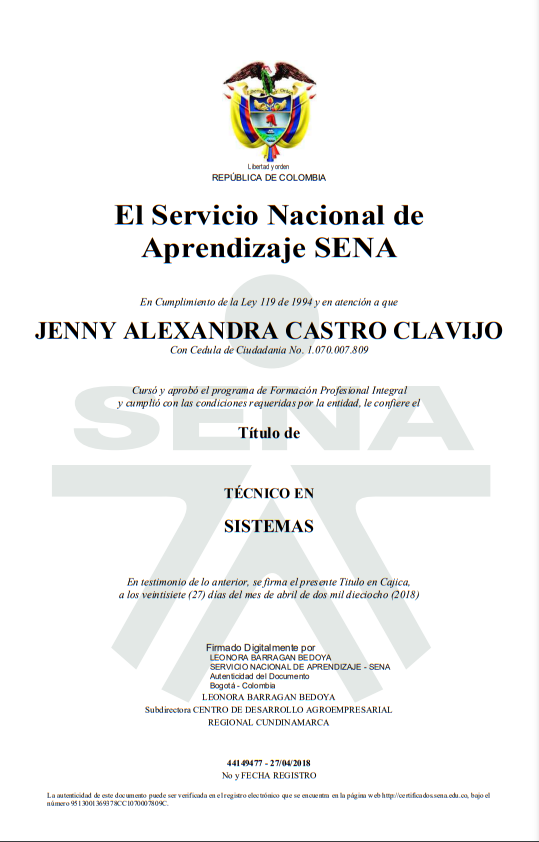 Libertad y orden
REPÚBLICA DE COLOMBIA
El Servicio Nacional de
Aprendizaje SENA
En Cumplimiento de la Ley 119 de 1994 y en atención a que
JENNY ALEXANDRA CASTRO CLAVIJO
Con Cedula de Ciudadania No. 1.070.007.809
Cursó y aprobó el programa de Formación Profesional Integral
y cumplió con las condiciones requeridas por la entidad, le confiere el
SENA
Título de
TÉCNICO EN
SISTEMAS
En testimonio de lo anterior, se firma el presente Título en Cajica,
a los veintisiete (27) días del mes de abril de dos mil dieciocho (2018)
Firmado Digitalmente por
LEONORA BARRAGAN BEDOYA
SERVICIO NACIONAL DE APRENDIZAJE - SENA
Autenticidad del Documento
Bogotá - Colombia
LEONORA BARRAGAN BEDOYA
Subdirectora CENTRO DE DESARROLLO AGROEMPRESARIAL
REGIONAL CUNDINAMARCA
44149477 - 27/04/2018
No y FECHA REGISTRO
La autenticidad de este documento puede ser verificada en el registro electrónico que se encuentra en la página web http://certificados.sena.edu.co, bajo el
número 9513001369378CC1070007809C.